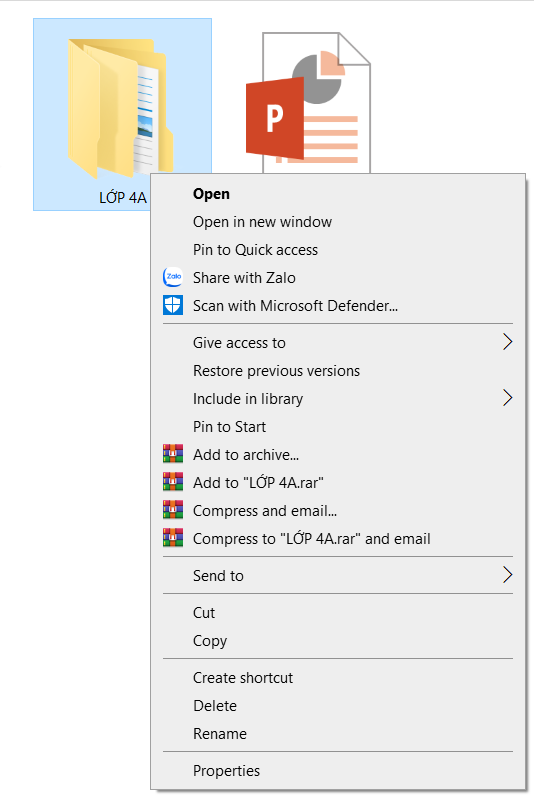 P
LỚP 4A
Open
Open in new window
Pin to Quick access
Zalo
Share with Zalo
Scan with Microsoft Defender...
Give access to
Restore previous versions
Include in library
Pin to Start
Add to archive...
Add to "LỚP 4A.rar"
Compress and email...
Compress to "LỚP 4A.rar" and email
Send to
Cut
Copy
Create shortcut
Delete
Rename
Properties